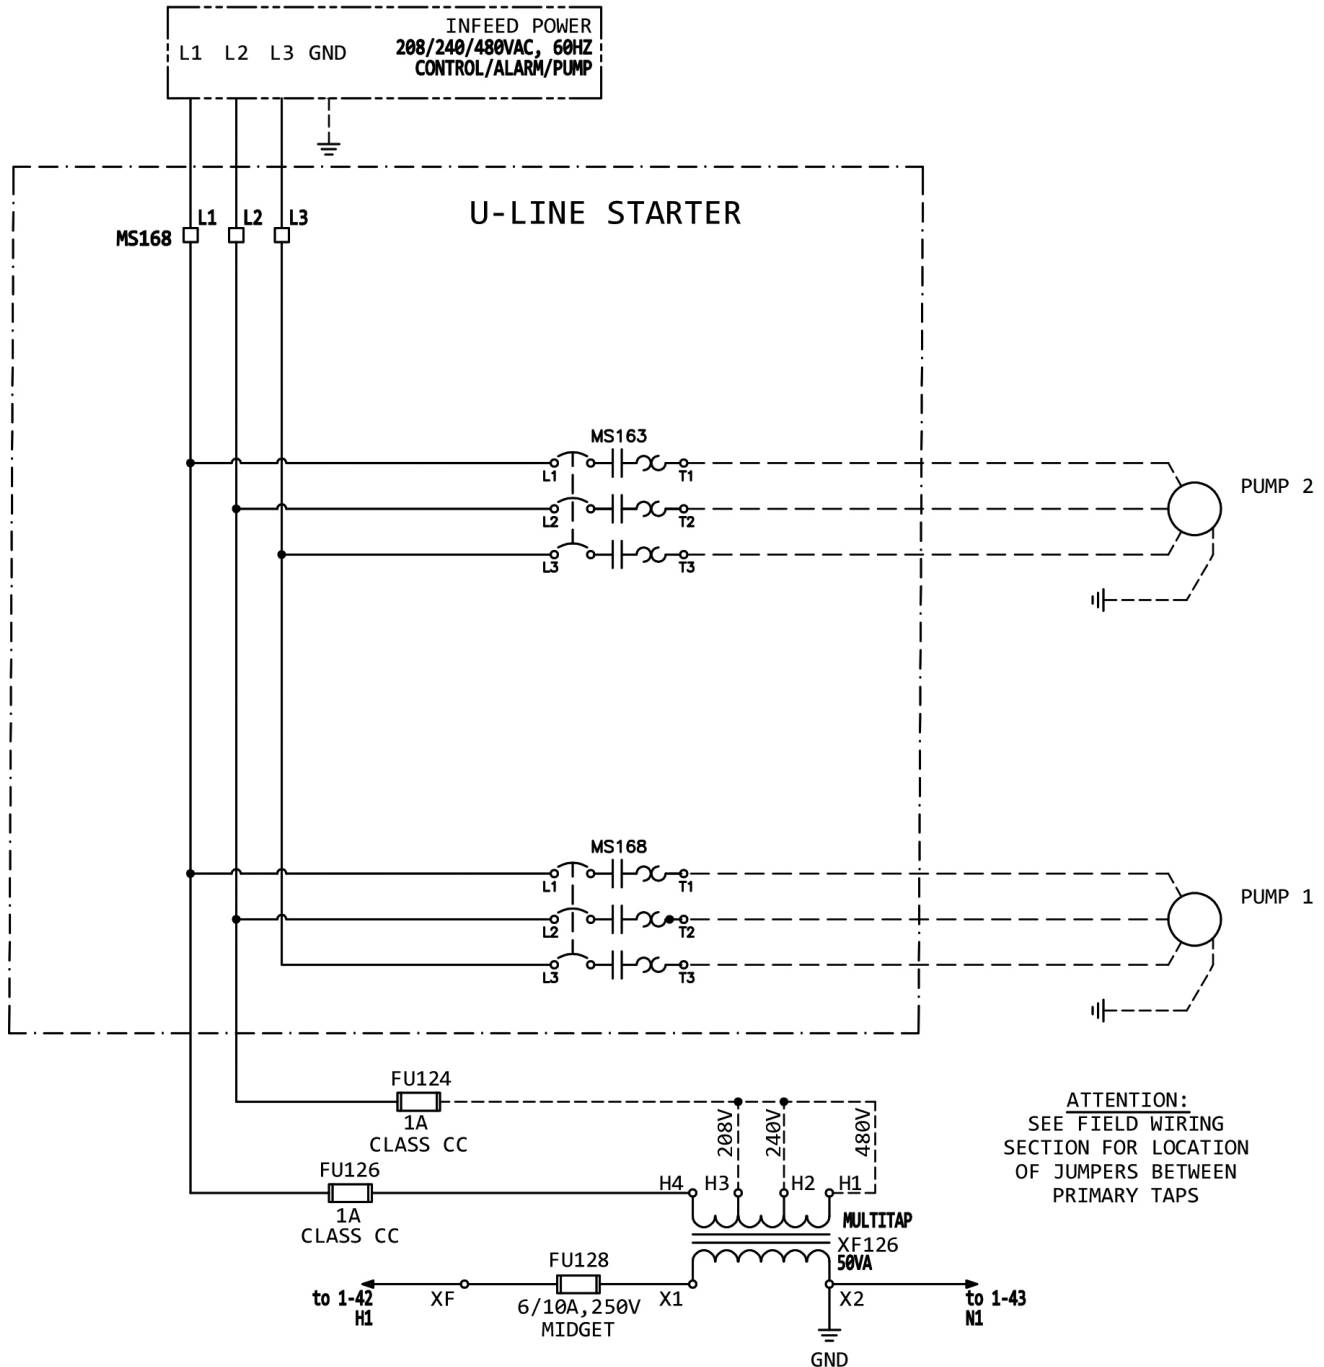 INFEED POWER
208/240/480VAC, 60HZ
CONTROL/ALARM/PUMP
L1 L2 L3 GND
U-LINE STARTER
L1 L2 L3
MS168
MS163
L1 T1
L2 T2
L3 T3
PUMP 2
MS168
L1 T1
L2 T2
L3 T3
PUMP 1
FU124
1A
CLASS CC
208V 240V 480V
FU126
1A
CLASS CC
H4 H3 H2 H1
MULTITAP
XF126
50VA
ATTENTION:
SEE FIELD WIRING
SECTION FOR LOCATION
OF JUMPERS BETWEEN
PRIMARY TAPS
FU128
6/10A,250V
MIDGET
to 1-42
H1
XF
X1
X2
to 1-43
N1
GND